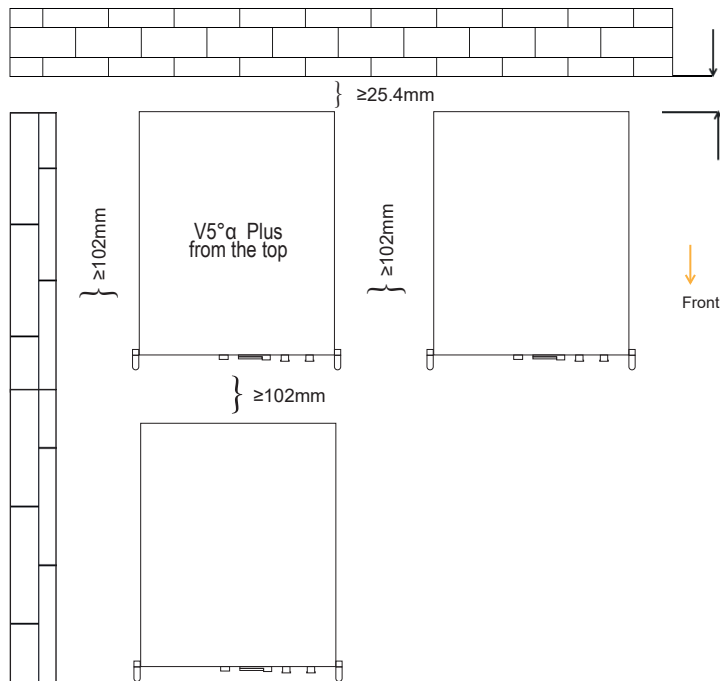 ≥25.4mm
V5°α Plus
from the top
≥102mm
≥102mm
Front
≥102mm